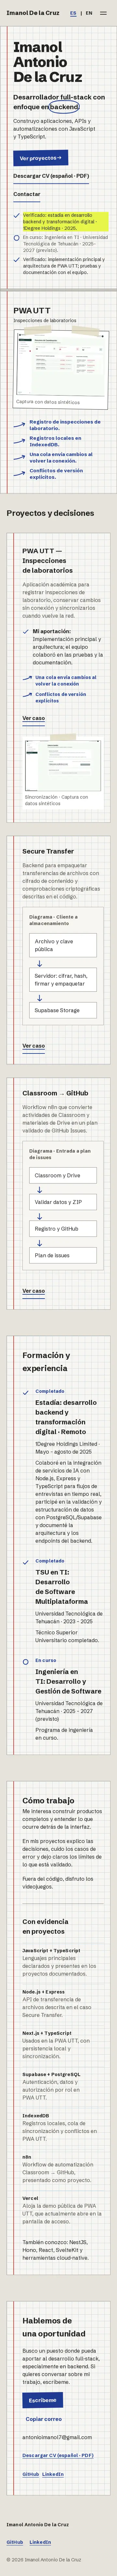 Imanol De la Cruz
ES | EN
Imanol
Antonio
De la Cruz
Desarrollador full-stack con
enfoque en backend
Construyo aplicaciones, APIs y
automatizaciones con JavaScript
y TypeScript.
Ver proyectos→
Descargar CV (español · PDF)
Contactar
Verificado: estadía en desarrollo
backend y transformación digital ·
1Degree Holdings · 2025.
En curso: Ingeniería en TI · Universidad
Tecnológica de Tehuacán · 2025–
2027 (previsto).
Verificado: implementación principal y
arquitectura de PWA UTT; pruebas y
documentación con el equipo.
PWA UTT
Inspecciones de laboratorios
Captura con datos sintéticos
Registro de inspecciones de
laboratorio.
Registros locales en
IndexedDB.
Una cola envía cambios al
volver la conexión.
Conflictos de versión
explícitos.
Proyectos y decisiones
PWA UTT —
Inspecciones
de laboratorios
Aplicación académica para
registrar inspecciones de
laboratorio, conservar cambios
sin conexión y sincronizarlos
cuando vuelve la red.
Mi aportación:
Implementación principal y
arquitectura; el equipo
colaboró en las pruebas y la
documentación.
Una cola envía cambios al
volver la conexión
Conflictos de versión
explícitos
Ver caso
Sincronización · Captura con
datos sintéticos
Secure Transfer
Backend para empaquetar
transferencias de archivos con
cifrado de contenido y
comprobaciones criptográficas
descritas en el código.
Diagrama · Cliente a
almacenamiento
Archivo y clave
pública
Servidor: cifrar, hash,
firmar y empaquetar
Supabase Storage
Ver caso
Classroom → GitHub
Workflow n8n que convierte
actividades de Classroom y
materiales de Drive en un plan
validado de GitHub Issues.
Diagrama · Entrada a plan
de issues
Classroom y Drive
Validar datos y ZIP
Registro y GitHub
Plan de issues
Ver caso
Formación y
experiencia
Completado
Estadía: desarrollo
backend y
transformación
digital · Remoto
1Degree Holdings Limited ·
Mayo – agosto de 2025
Colaboré en la integración
de servicios de IA con
Node.js, Express y
TypeScript para flujos de
entrevistas en tiempo real,
participé en la validación y
estructuración de datos
con PostgreSQL/Supabase
y documenté la
arquitectura y los
endpoints del backend.
Completado
TSU en TI:
Desarrollo
de Software
Multiplataforma
Universidad Tecnológica de
Tehuacán · 2023 – 2025
Técnico Superior
Universitario completado.
En curso
Ingeniería en
TI: Desarrollo y
Gestión de Software
Universidad Tecnológica de
Tehuacán · 2025 – 2027
(previsto)
Programa de ingeniería
en curso.
Cómo trabajo
Me interesa construir productos
completos y entender lo que
ocurre detrás de la interfaz.
En mis proyectos explico las
decisiones, cuido los casos de
error y dejo claros los límites de
lo que está validado.
Fuera del código, disfruto los
videojuegos.
Con evidencia
en proyectos
JavaScript + TypeScript
Lenguajes principales
declarados y presentes en los
proyectos documentados.
Node.js + Express
API de transferencia de
archivos descrita en el caso
Secure Transfer.
Next.js + TypeScript
Usados en la PWA UTT, con
persistencia local y
sincronización.
Supabase + PostgreSQL
Autenticación, datos y
autorización por rol en
PWA UTT.
IndexedDB
Registros locales, cola de
sincronización y conflictos en
PWA UTT.
n8n
Workflow de automatización
Classroom → GitHub,
presentado como proyecto.
Vercel
Aloja la demo pública de PWA
UTT, que actualmente abre en la
pantalla de acceso.
También conozco: NestJS,
Hono, React, SvelteKit y
herramientas cloud-native.
Hablemos de
una oportunidad
Busco un puesto donde pueda
aportar al desarrollo full-stack,
especialmente en backend. Si
quieres conversar sobre mi
trabajo, escríbeme.
Escríbeme
Copiar correo
antonioimanol7@gmail.com
Descargar CV (español · PDF)
GitHub LinkedIn
Imanol Antonio De la Cruz
GitHub LinkedIn
© 2026 Imanol Antonio De la Cruz